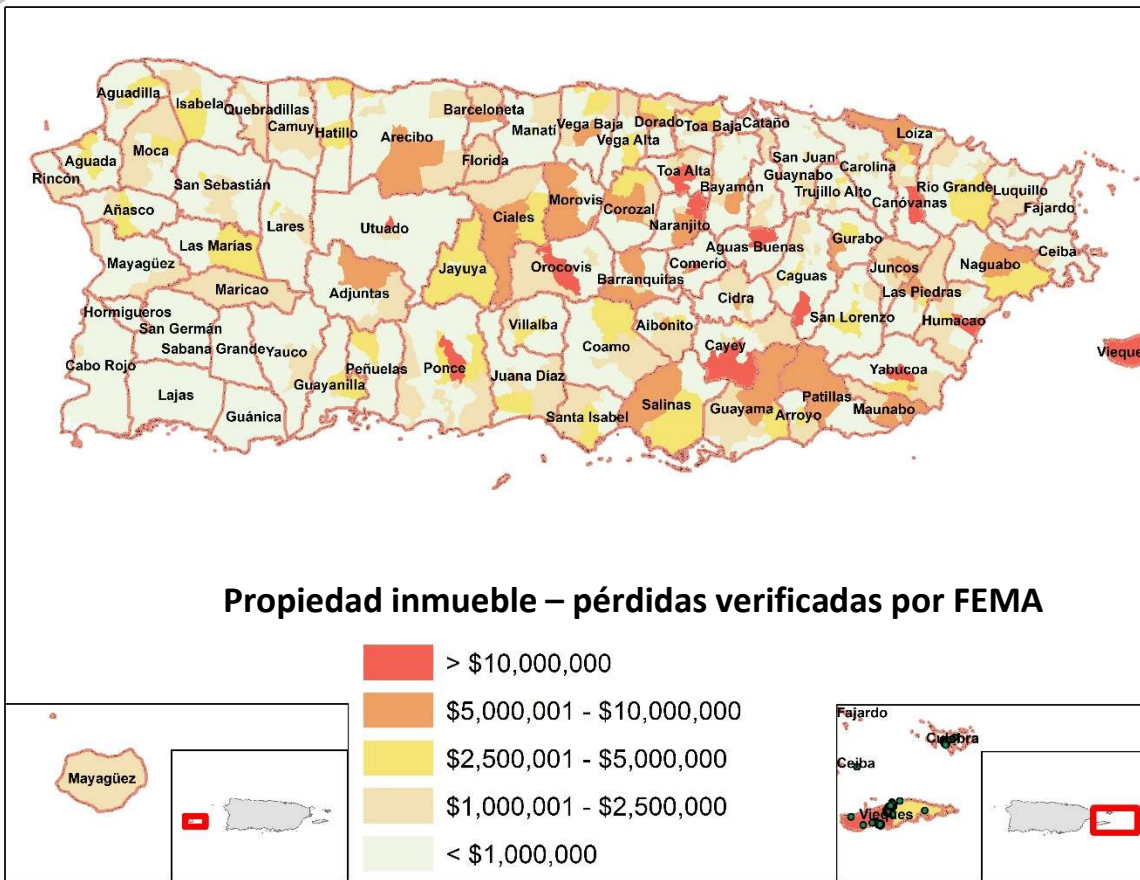 Aguadilla
Isabela
Quebradillas
Camuy
Hatillo
Arecibo
Barceloneta
Manatí
Vega Baja
Dorado
Vega Alta
Toa Baja
Cataño
Loíza
Moca
Aguada
Rincón
San Sebastián
Florida
Morovis
Toa Alta
Bayamón
San Juan
Guaynabo
Carolina
Trujillo Alto
Canóvanas
Río Grande
Luquillo
Fajardo
Añasco
Lares
Utuado
Ciales
Corozal
Naranjito
Las Marías
Mayagüez
Maricao
Adjuntas
Jayuya
Orocovis
Barranquitas
Comerío
Aguas Buenas
Gurabo
Caguas
Juncos
Naguabo
Ceiba
Las Piedras
Cidra
Hormigueros
San Germán
Sabana Grande
Yauco
Cabo Rojo
Lajas
Guánica
Guayanilla
Peñuelas
Ponce
Villalba
Juana Díaz
Coamo
Aibonito
Cayey
San Lorenzo
Humacao
Yabucoa
Vieque
Santa Isabel
Salinas
Guayama
Arroyo
Patillas
Maunabo
Propiedad inmueble – pérdidas verificadas por FEMA
> $10,000,000
$5,000,001 - $10,000,000
$2,500,001 - $5,000,000
$1,000,001 - $2,500,000
< $1,000,000
Mayagüez
Fajardo
Culebra
Ceiba
Vieques